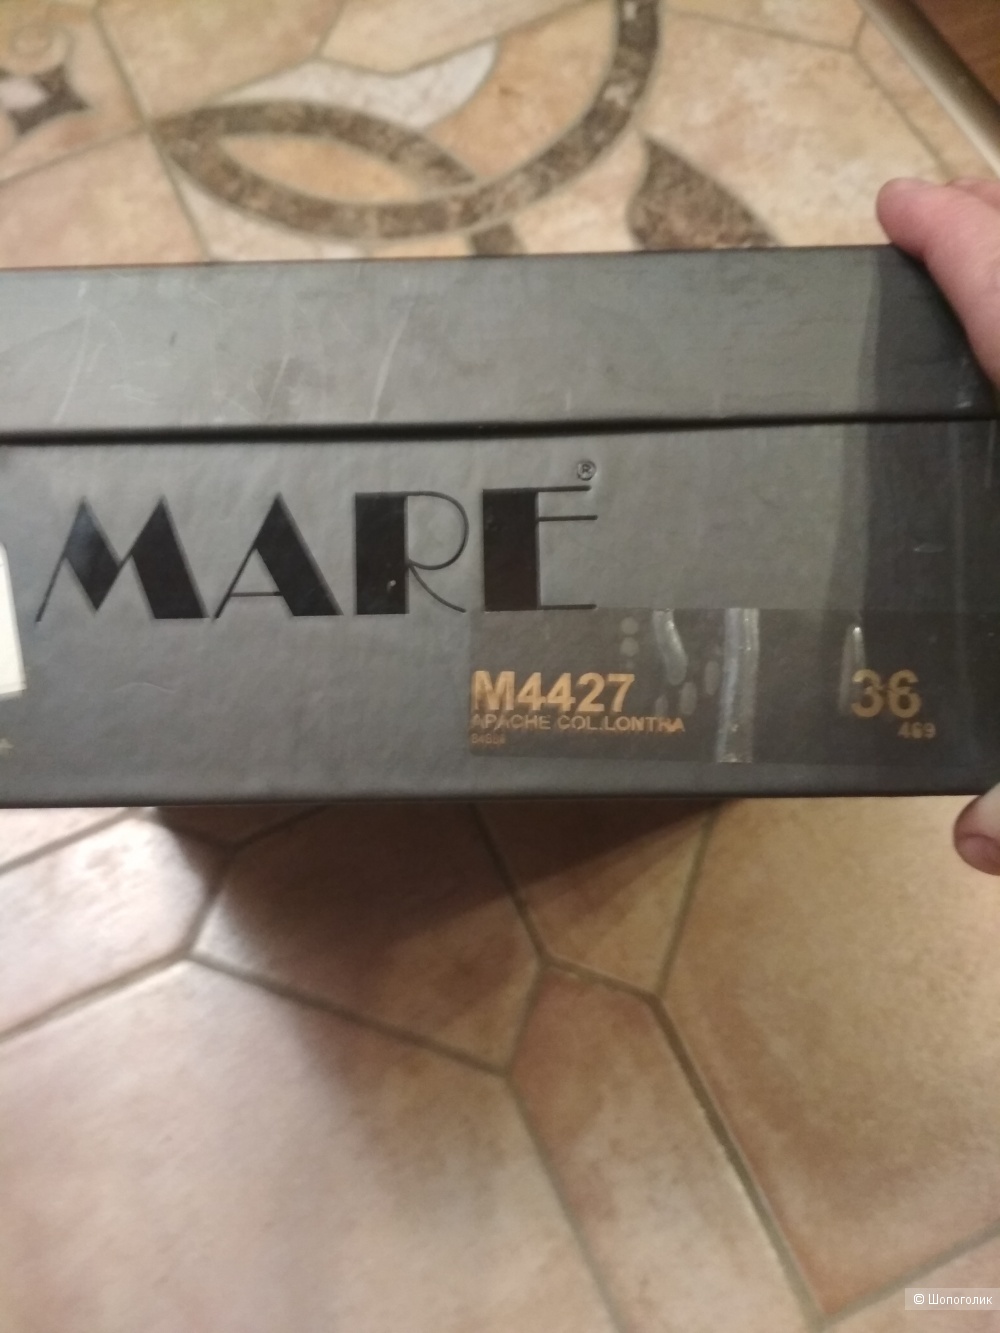 MARE®
M4427 36
APACHE COL.LONTRA 469
© Шопоголик